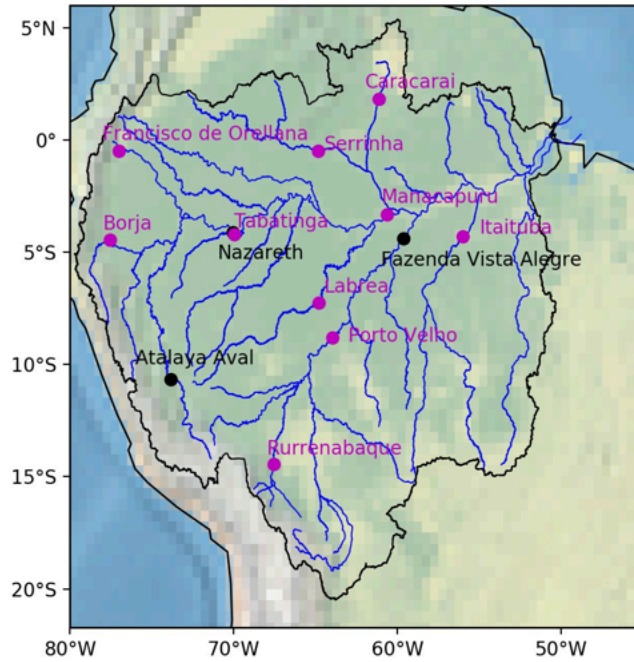 5°N
Caracarai
Francisco de Orellana
Serrinha
0°
Manacapuru
Borja
Tabatinga
Itaituba
5°S
Nazareth
Fazenda Vista Alegre
Labrea
Porto Velho
10°S
Atalaya Aval
Rurrenabaque
15°S
20°S
80°W
70°W
60°W
50°W